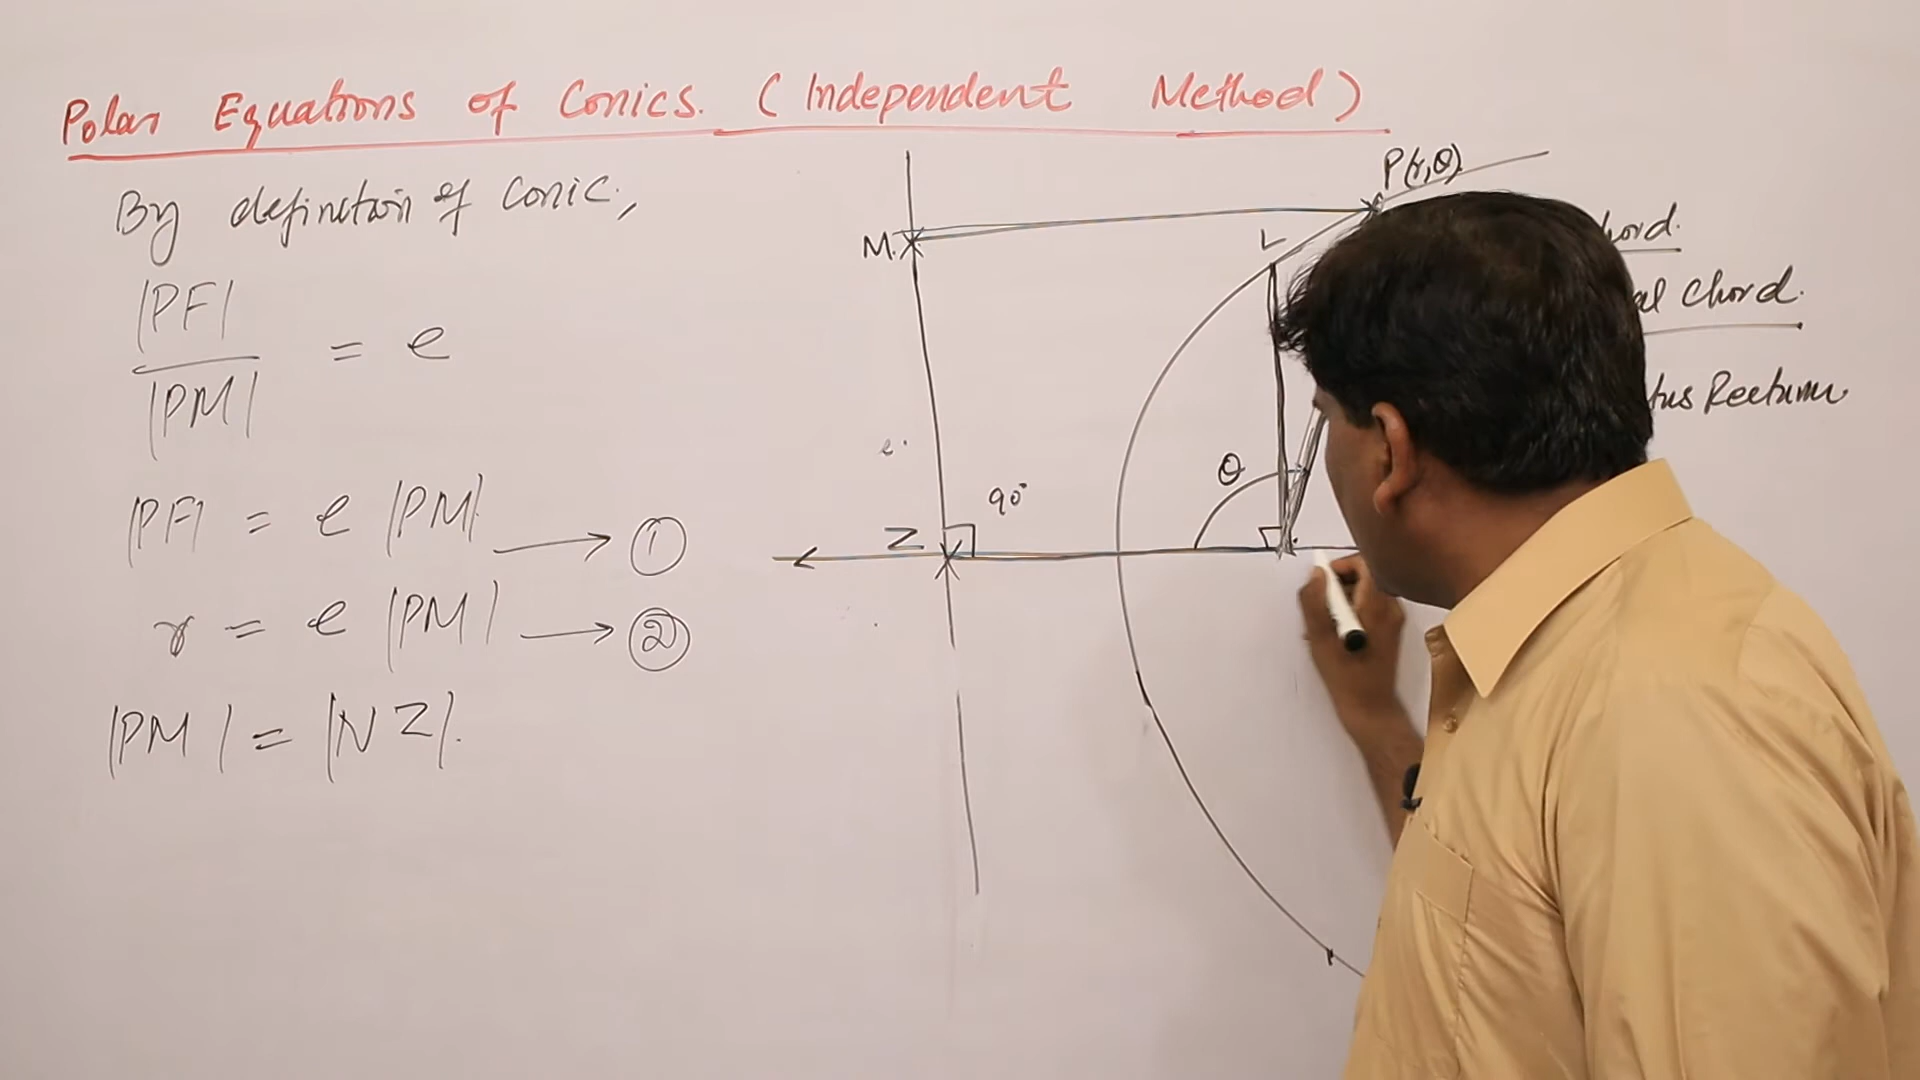 Polar Equations of Conics. (Independent Method)
By definition of Conic,
|PF|
|PM|
= e
|PF| = e |PM| → ①
r = e |PM| → ②
|PM| = |NZ|.
P(r,θ)
M.
L
θ
90°
Z
e.
hord.
al Chord.
tus Rectum